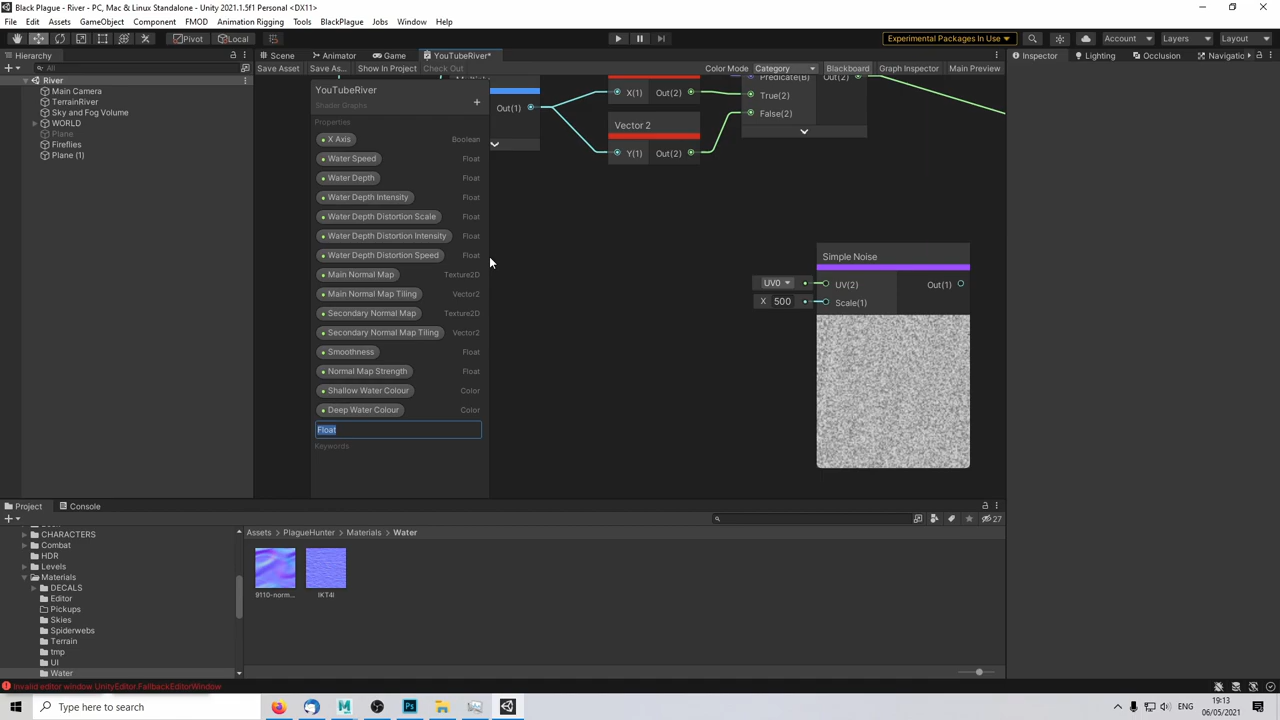 Black Plague - River - PC, Mac & Linux Standalone - Unity 2021.1.5f1 Personal <DX11>
File Edit Assets GameObject Component FMOD Animation Rigging Tools BlackPlague Jobs Window Help
Pivot Local Experimental Packages In Use Account Layers Layout
Hierarchy Scene Animator Game YouTubeRiver* Inspector Lighting Occlusion Navigation
All Save Asset Save As... Show In Project Check Out Color Mode Category Blackboard Graph Inspector Main Preview
River
Main Camera
TerrainRiver
Sky and Fog Volume
WORLD
Plane
Fireflies
Plane (1)
YouTubeRiver
Shader Graphs
Properties
X Axis Boolean
Water Speed Float
Water Depth Float
Water Depth Intensity Float
Water Depth Distortion Scale Float
Water Depth Distortion Intensity Float
Water Depth Distortion Speed Float
Main Normal Map Texture2D
Main Normal Map Tiling Vector2
Secondary Normal Map Texture2D
Secondary Normal Map Tiling Vector2
Smoothness Float
Normal Map Strength Float
Shallow Water Colour Color
Deep Water Colour Color
Float
Keywords
Out(1)
X(1) Out(2)
Vector 2
Y(1) Out(2)
Predicate(B) Out(2)
True(2)
False(2)
Simple Noise
UV0 UV(2) Out(1)
X 500 Scale(1)
Project Console
27
CHARACTERS
Combat
HDR
Levels
Materials
DECALS
Editor
Pickups
Skies
Spiderwebs
Terrain
tmp
UI
Water
Assets PlagueHunter Materials Water
9110-norm... IKT4l
Invalid editor window UnityEditor.FallbackEditorWindow
Type here to search
19:13
06/05/2021